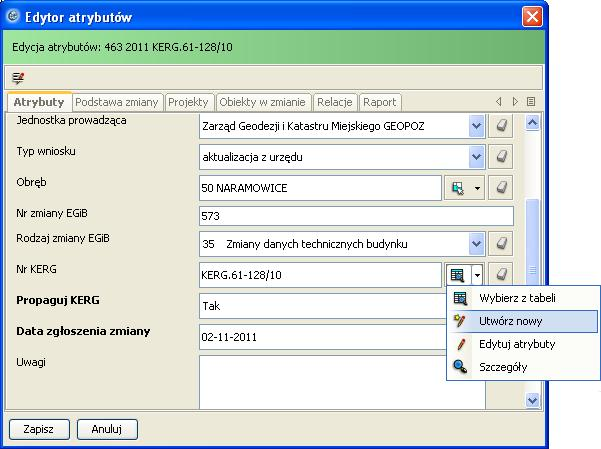 Edytor atrybutów
Edycja atrybutów: 463 2011 KERG.61-128/10
Atrybuty Podstawa zmiany Projekty Obiekty w zmianie Relacje Raport
Jednostka prowadząca Zarząd Geodezji i Katastru Miejskiego GEOPOZ
Typ wniosku aktualizacja z urzędu
Obręb 50 NARAMOWICE
Nr zmiany EGiB 573
Rodzaj zmiany EGiB 35 Zmiany danych technicznych budynku
Nr KERG KERG.61-128/10
Wybierz z tabeli
Propaguj KERG Tak
Utwórz nowy
Data zgłoszenia zmiany 02-11-2011
Edytuj atrybuty
Uwagi
Szczegóły
Zapisz Anuluj